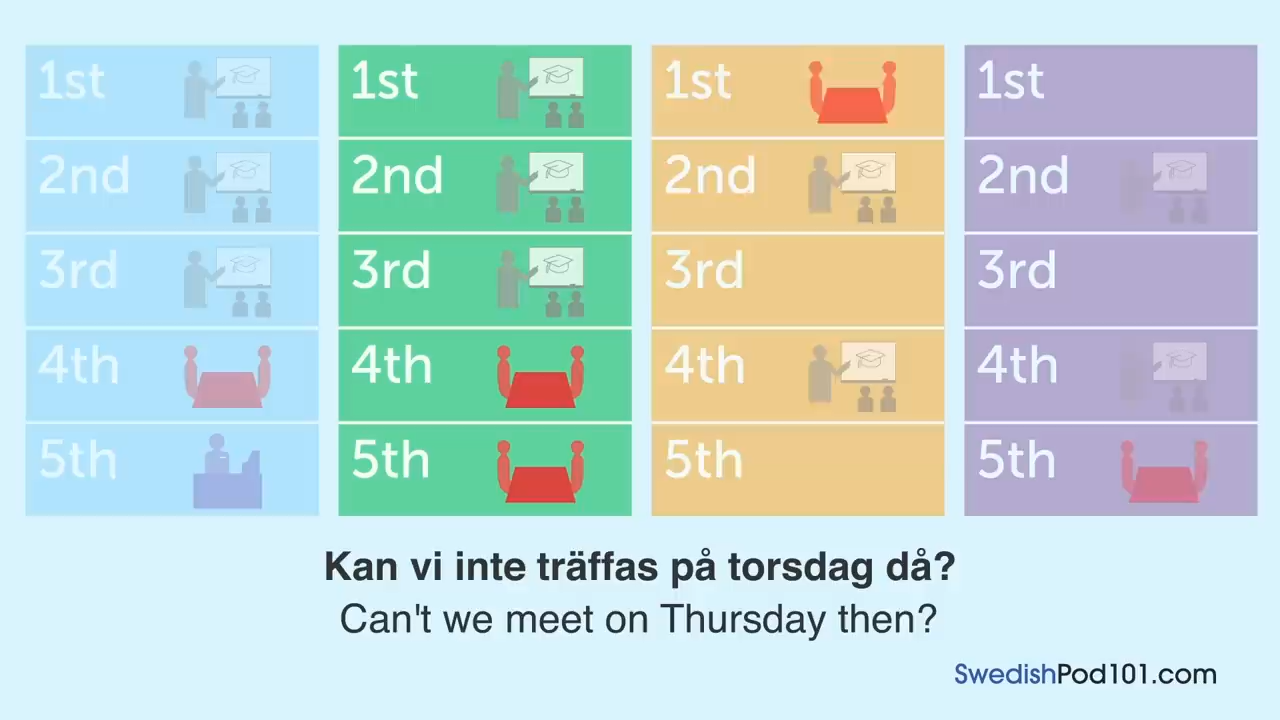 1st
2nd
3rd
4th
5th
1st
2nd
3rd
4th
5th
1st
2nd
3rd
4th
5th
1st
2nd
3rd
4th
5th
Kan vi inte träffas på torsdag då?
Can't we meet on Thursday then?
SwedishPod101.com